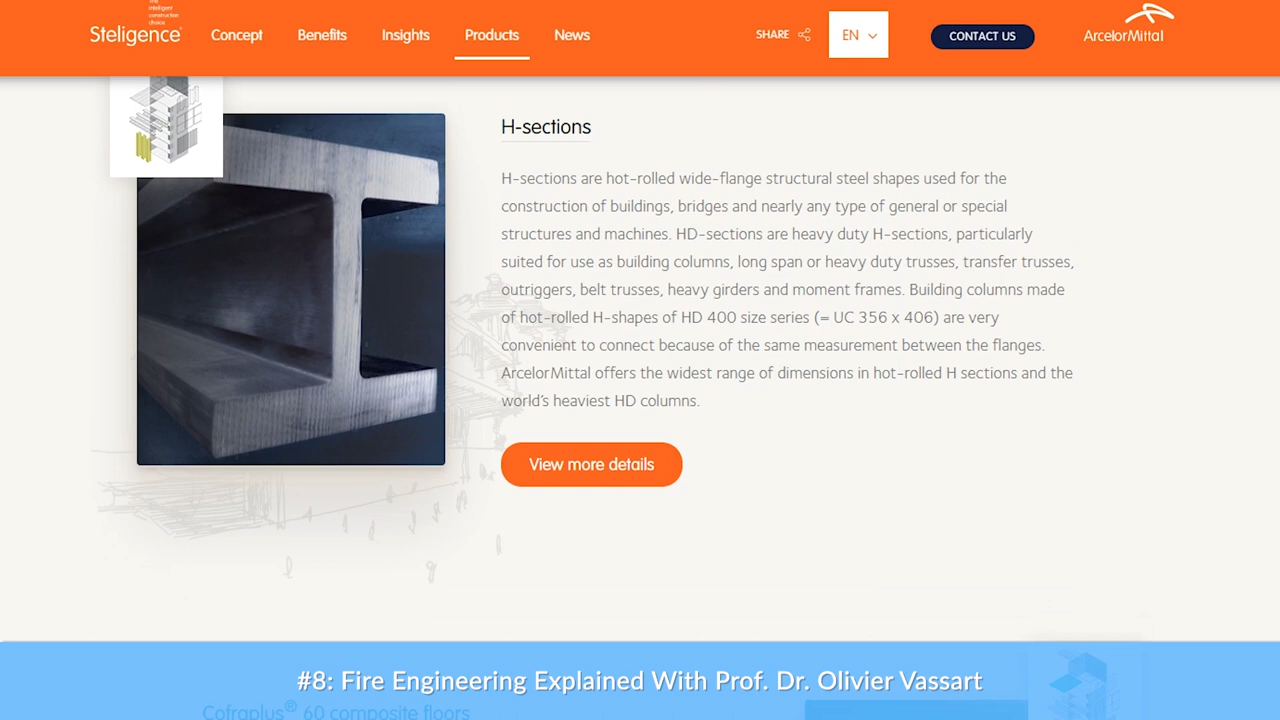 The
intelligent
construction
choice
Steligence®
Concept
Benefits
Insights
Products
News
SHARE
EN
CONTACT US
ArcelorMittal
H-sections
H-sections are hot-rolled wide-flange structural steel shapes used for the
construction of buildings, bridges and nearly any type of general or special
structures and machines. HD-sections are heavy duty H-sections, particularly
suited for use as building columns, long span or heavy duty trusses, transfer trusses,
outriggers, belt trusses, heavy girders and moment frames. Building columns made
of hot-rolled H-shapes of HD 400 size series (= UC 356 x 406) are very
convenient to connect because of the same measurement between the flanges.
ArcelorMittal offers the widest range of dimensions in hot-rolled H sections and the
world's heaviest HD columns.
View more details
#8: Fire Engineering Explained With Prof. Dr. Olivier Vassart
Cofraplus® 60 composite floors